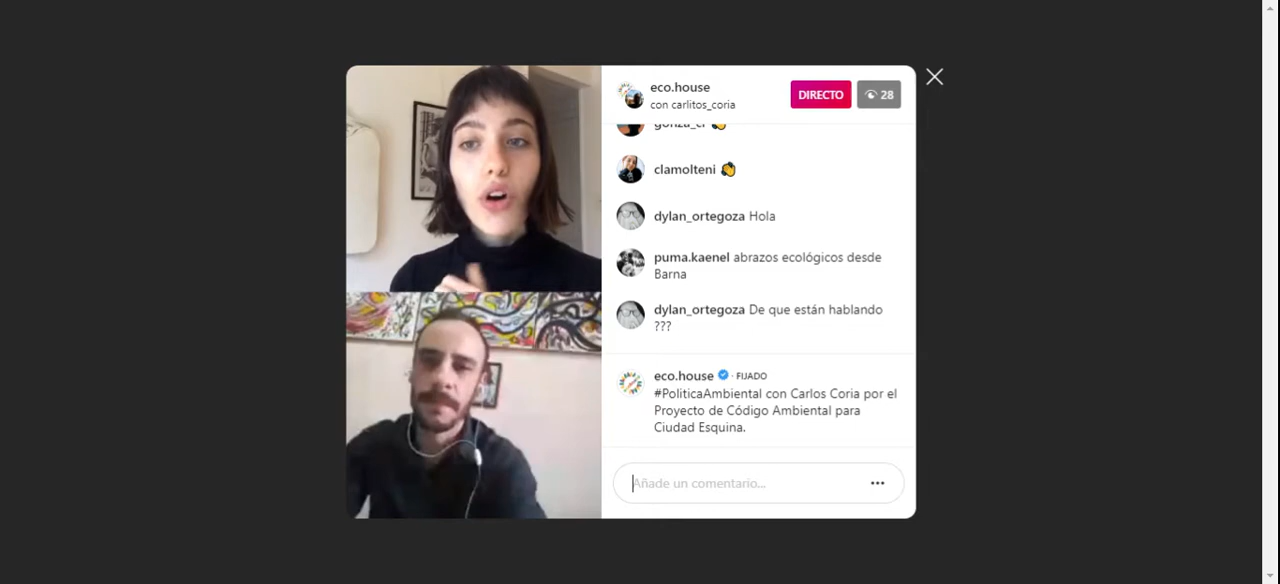 eco.house
con carlitos_coria
DIRECTO
28
gonza_cr 👏
clamolteni 👏
dylan_ortegoza Hola
puma.kaenel abrazos ecológicos desde
Barna
dylan_ortegoza De que están hablando
???
eco.house · FIJADO
#PoliticaAmbiental con Carlos Coria por el
Proyecto de Código Ambiental para
Ciudad Esquina.
Añade un comentario...